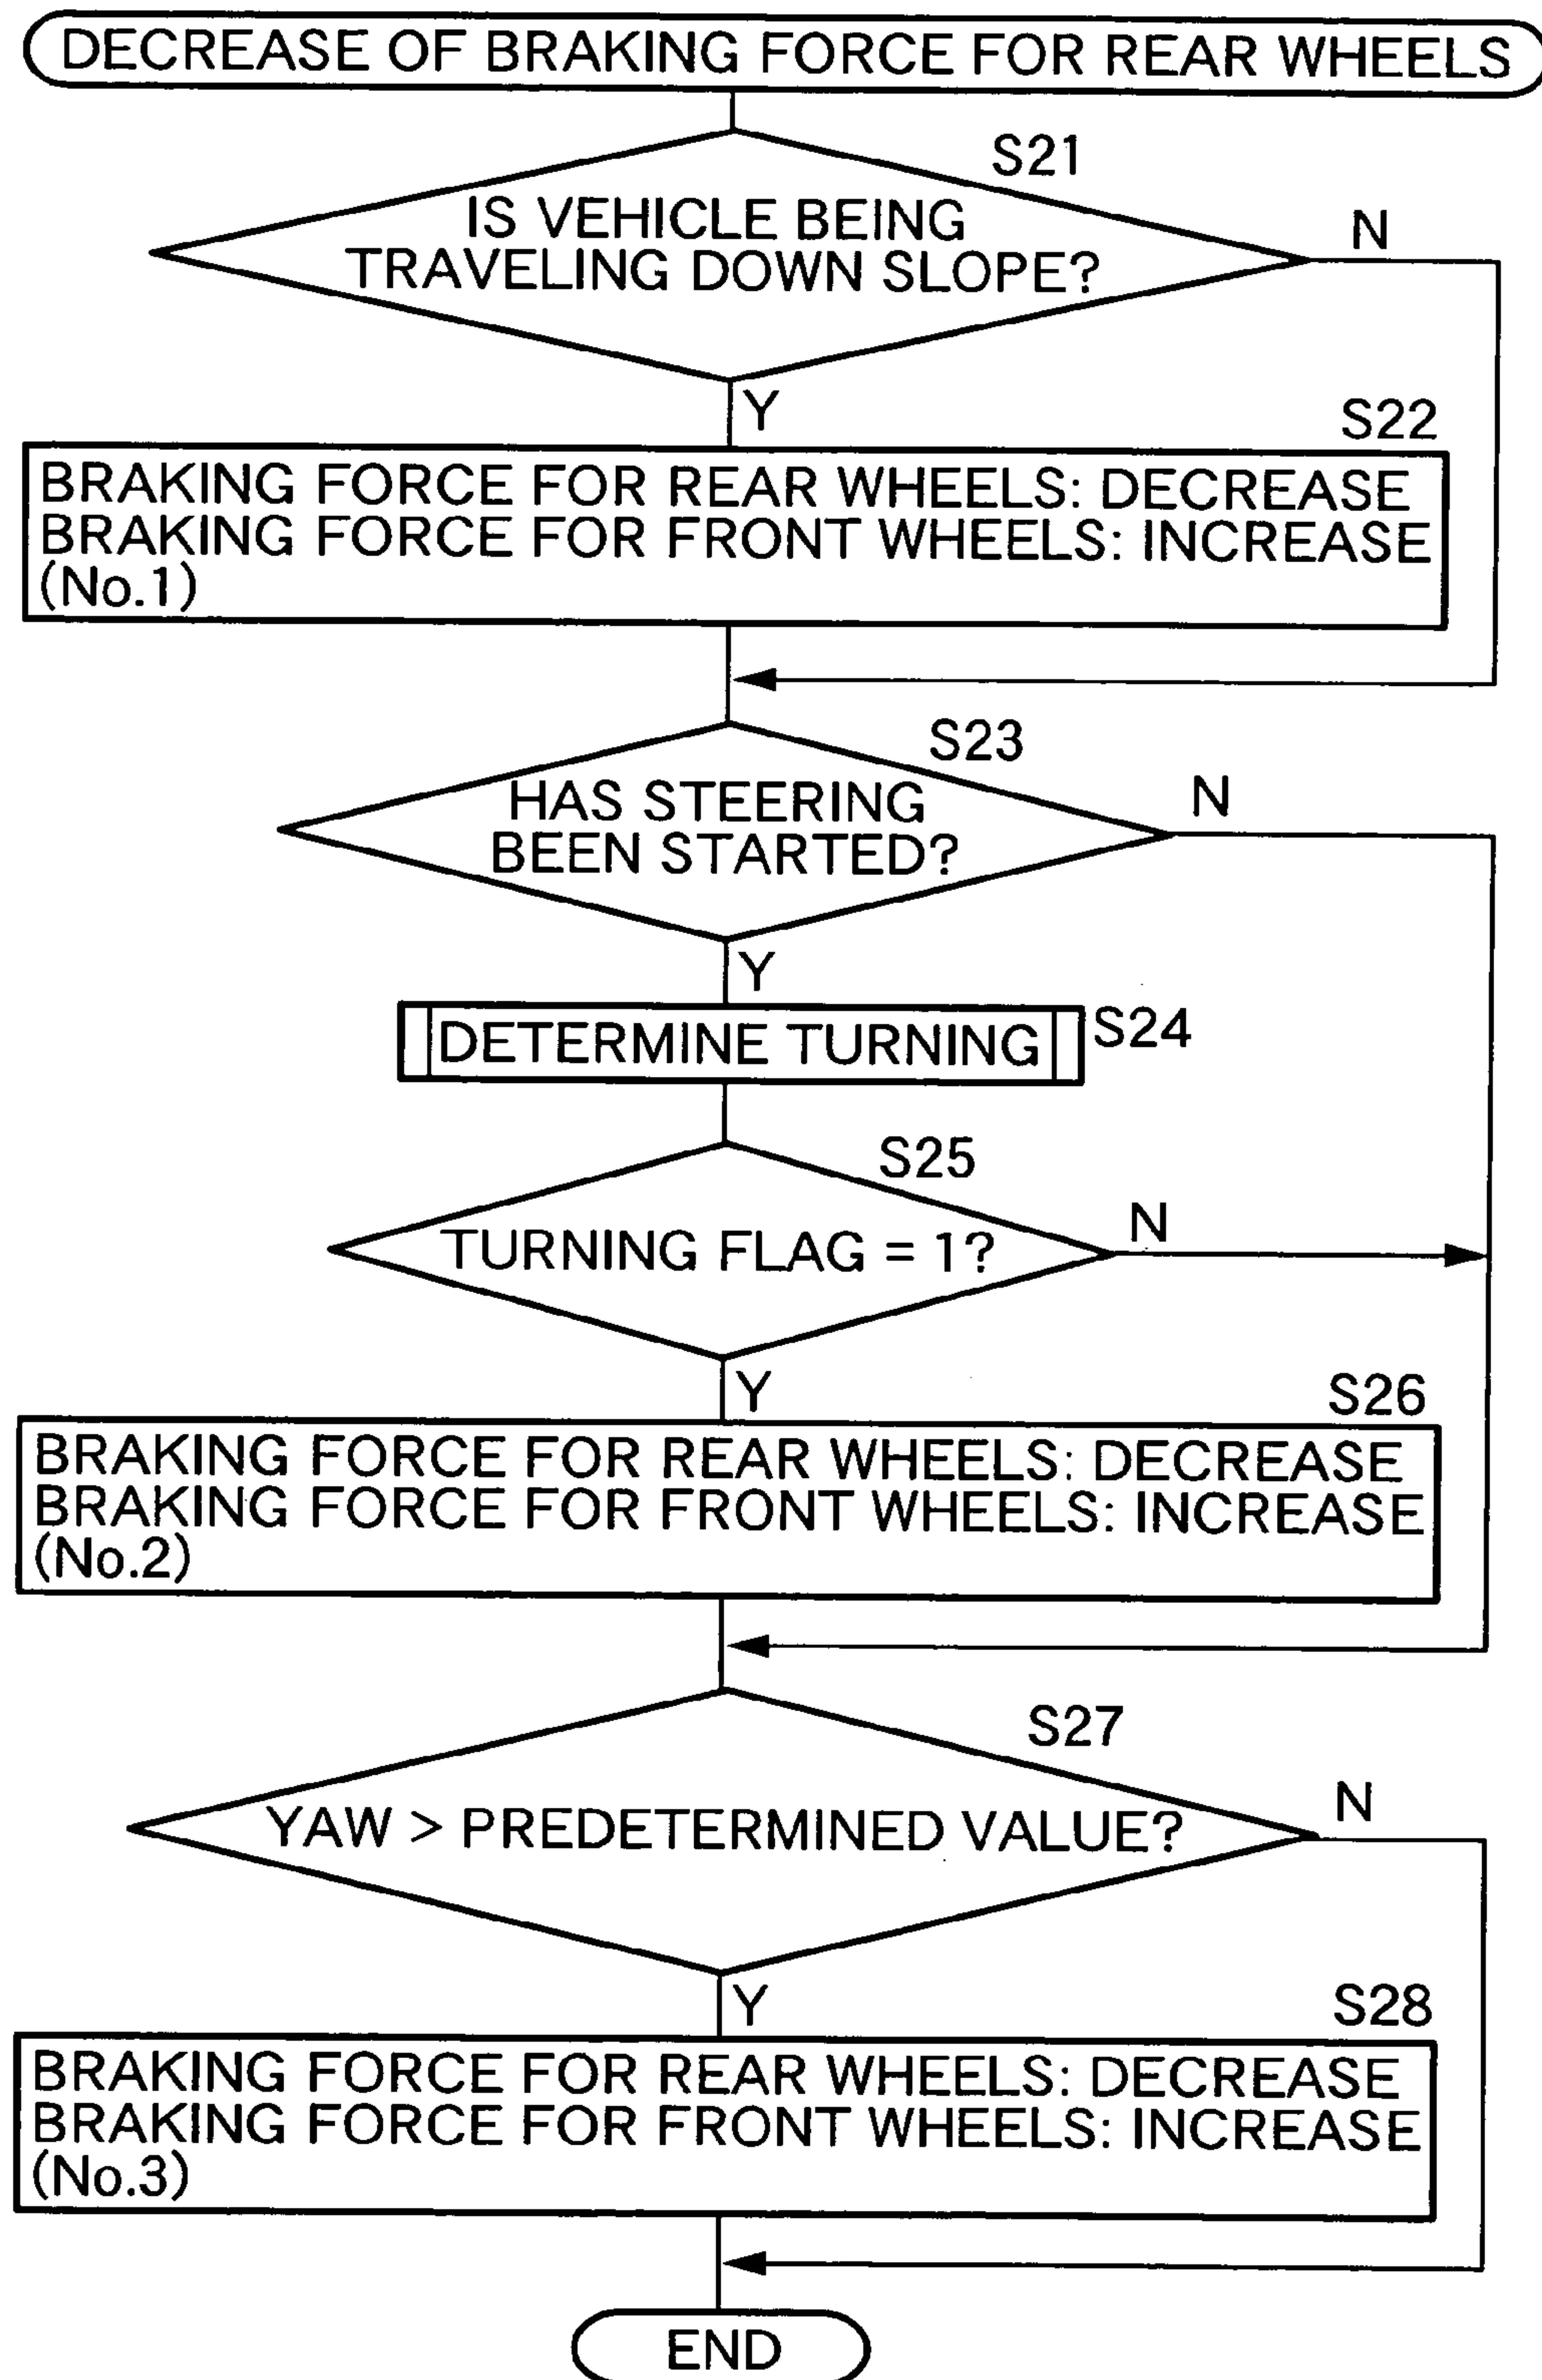 DECREASE OF BRAKING FORCE FOR REAR WHEELS
S21
IS VEHICLE BEING
TRAVELING DOWN SLOPE?
N
Y
S22
BRAKING FORCE FOR REAR WHEELS: DECREASE
BRAKING FORCE FOR FRONT WHEELS: INCREASE
(No.1)
S23
HAS STEERING
BEEN STARTED?
N
Y
DETERMINE TURNING
S24
S25
TURNING FLAG = 1?
N
Y
S26
BRAKING FORCE FOR REAR WHEELS: DECREASE
BRAKING FORCE FOR FRONT WHEELS: INCREASE
(No.2)
S27
YAW > PREDETERMINED VALUE?
N
Y
S28
BRAKING FORCE FOR REAR WHEELS: DECREASE
BRAKING FORCE FOR FRONT WHEELS: INCREASE
(No.3)
END